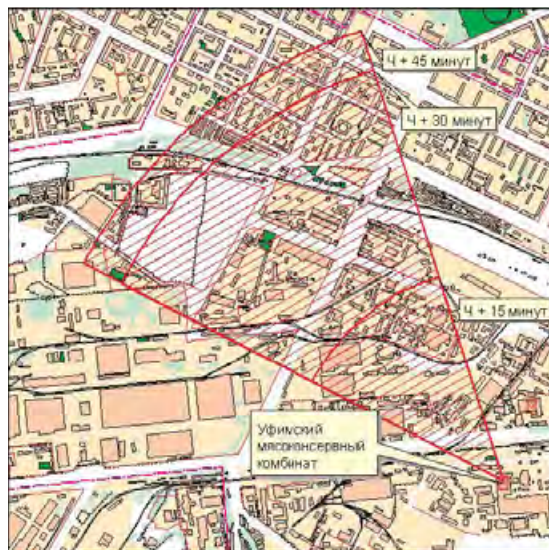 Ч + 45 минут
Ч + 30 минут
Ч + 15 минут
Уфимский
мясоконсервный
комбинат